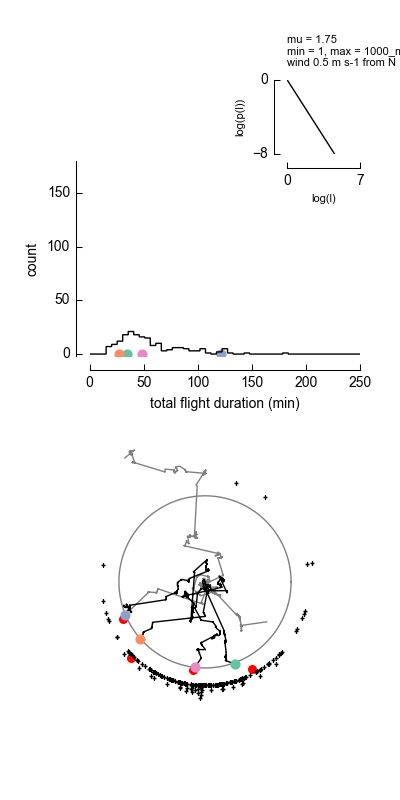 mu = 1.75
min = 1, max = 1000_m
wind 0.5 m s-1 from N
0
log(p(l))
−8
0
7
log(l)
150
100
count
50
0
0
50
100
150
200
250
total flight duration (min)